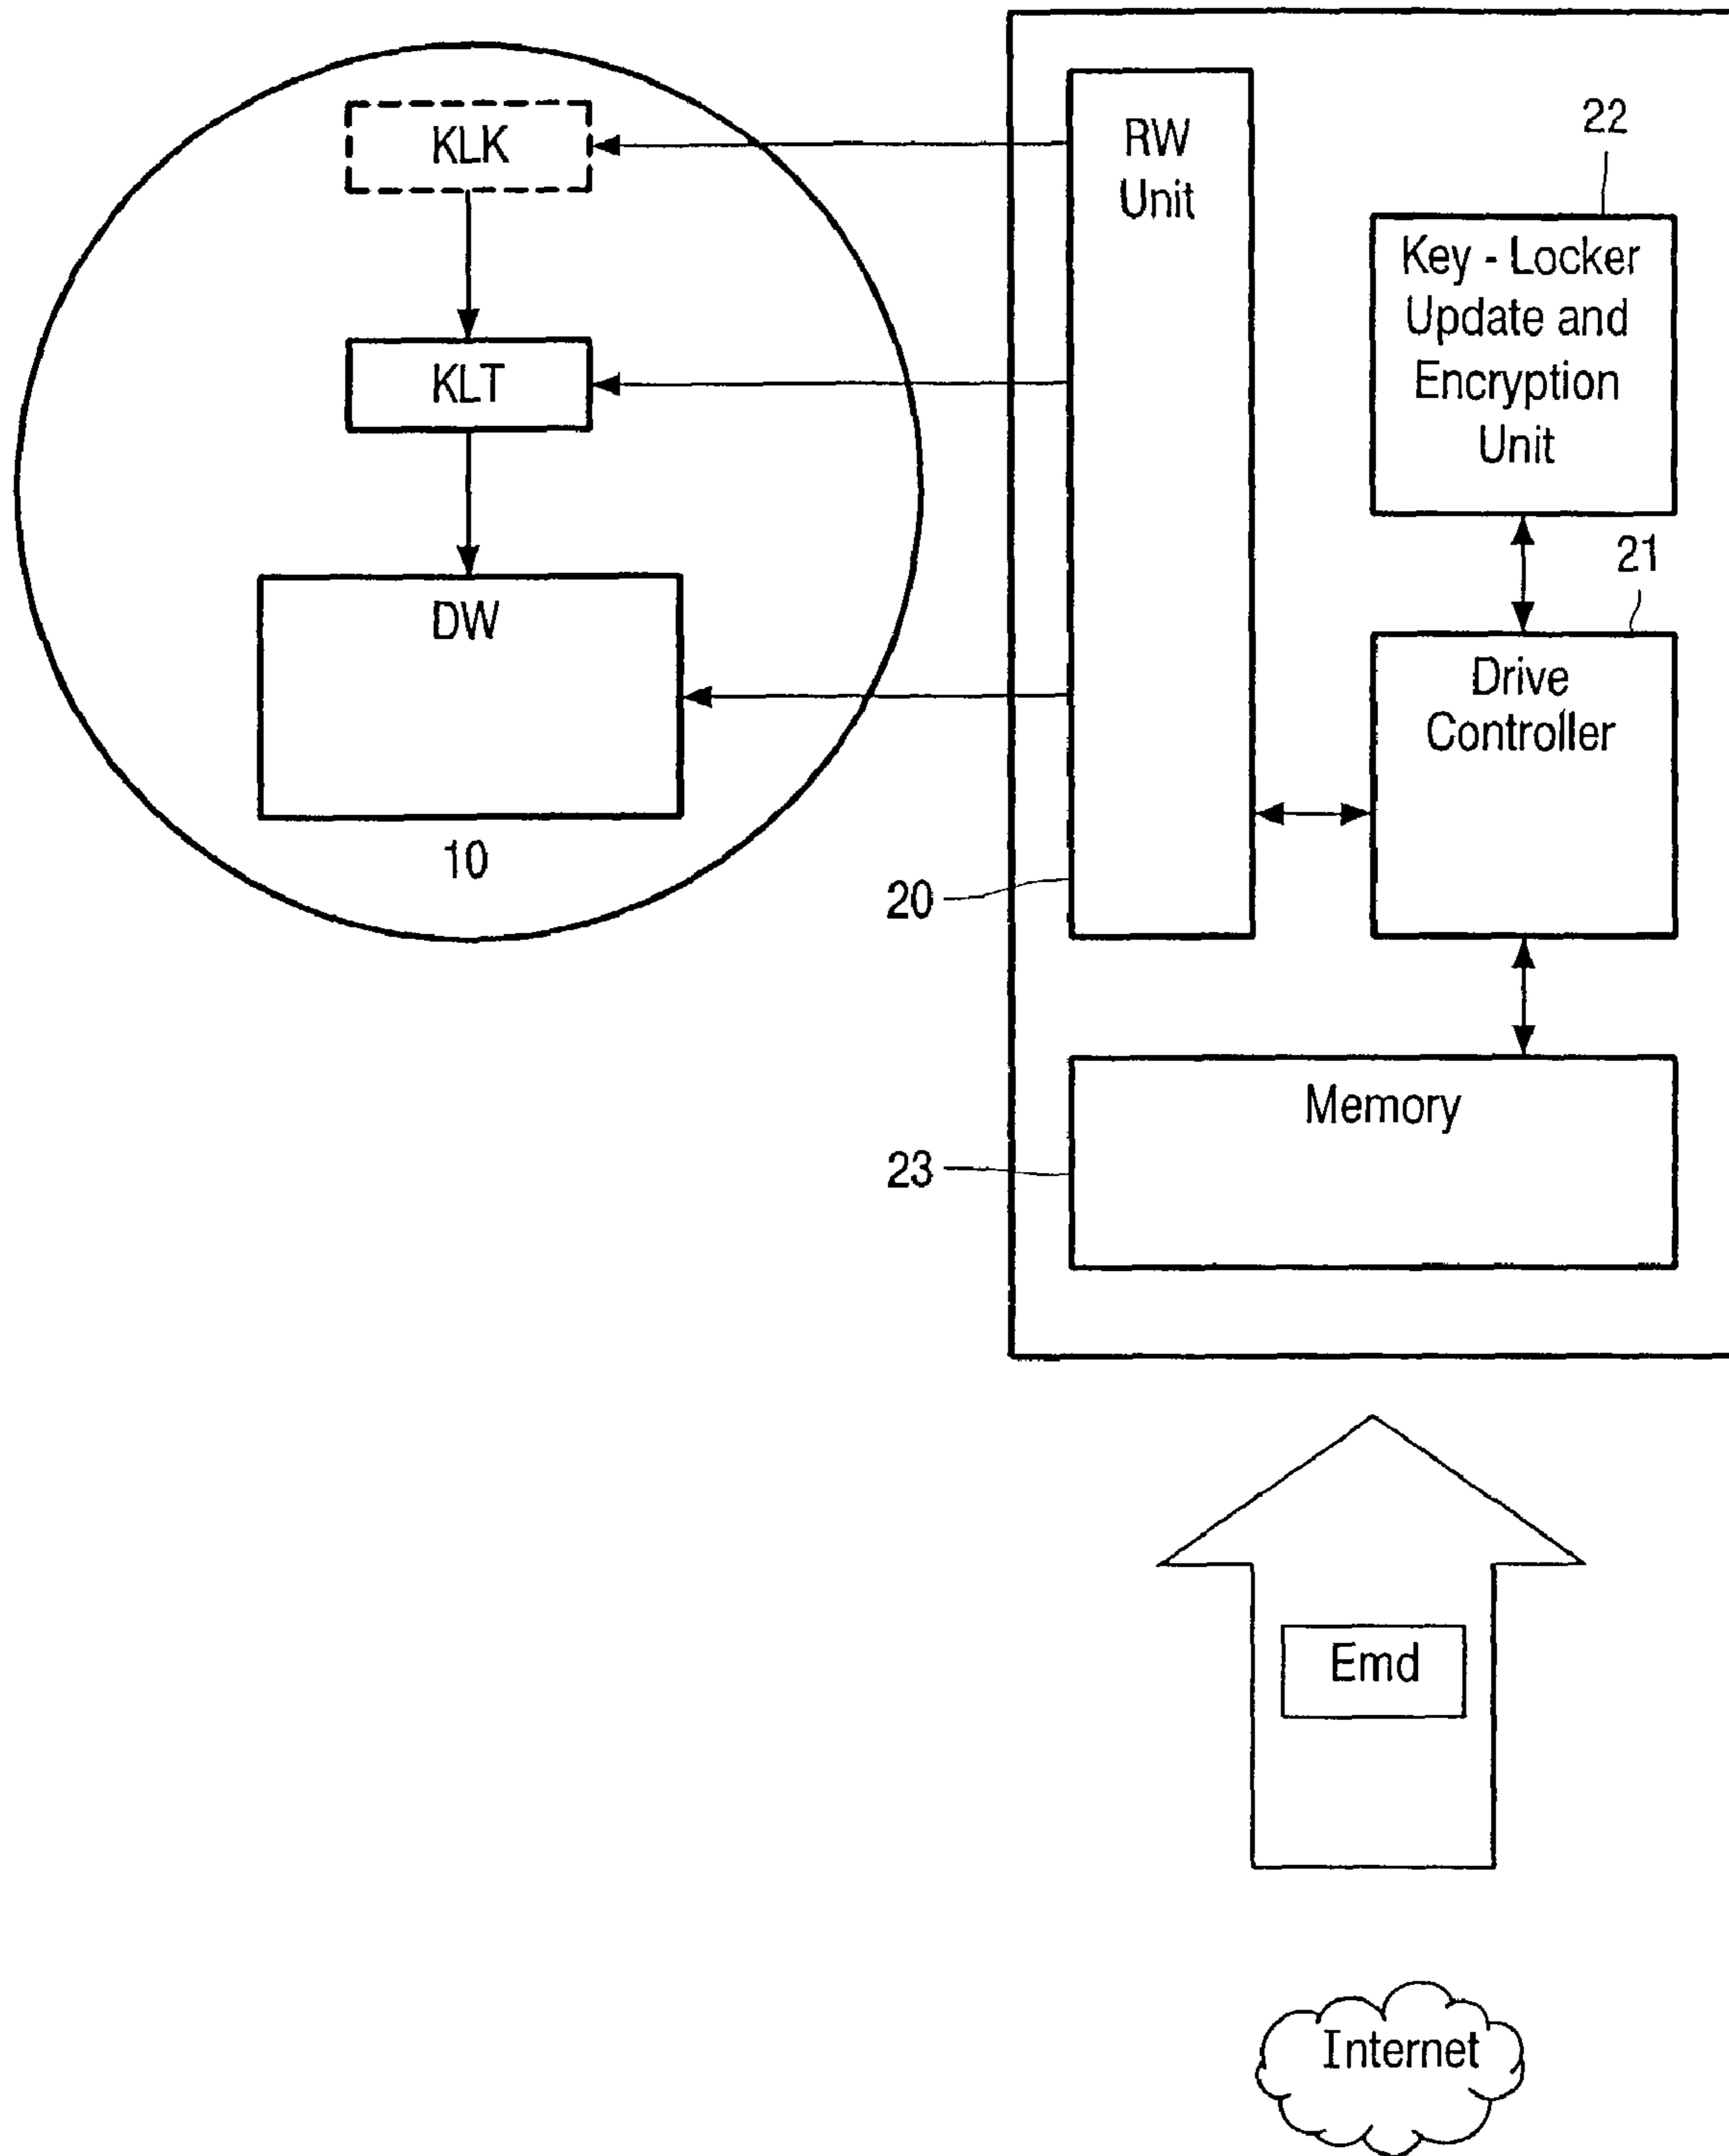 KLK
KLT
DW
10
RW
Unit
20
22
Key - Locker
Update and
Encryption
Unit
21
Drive
Controller
Memory
23
Emd
Internet